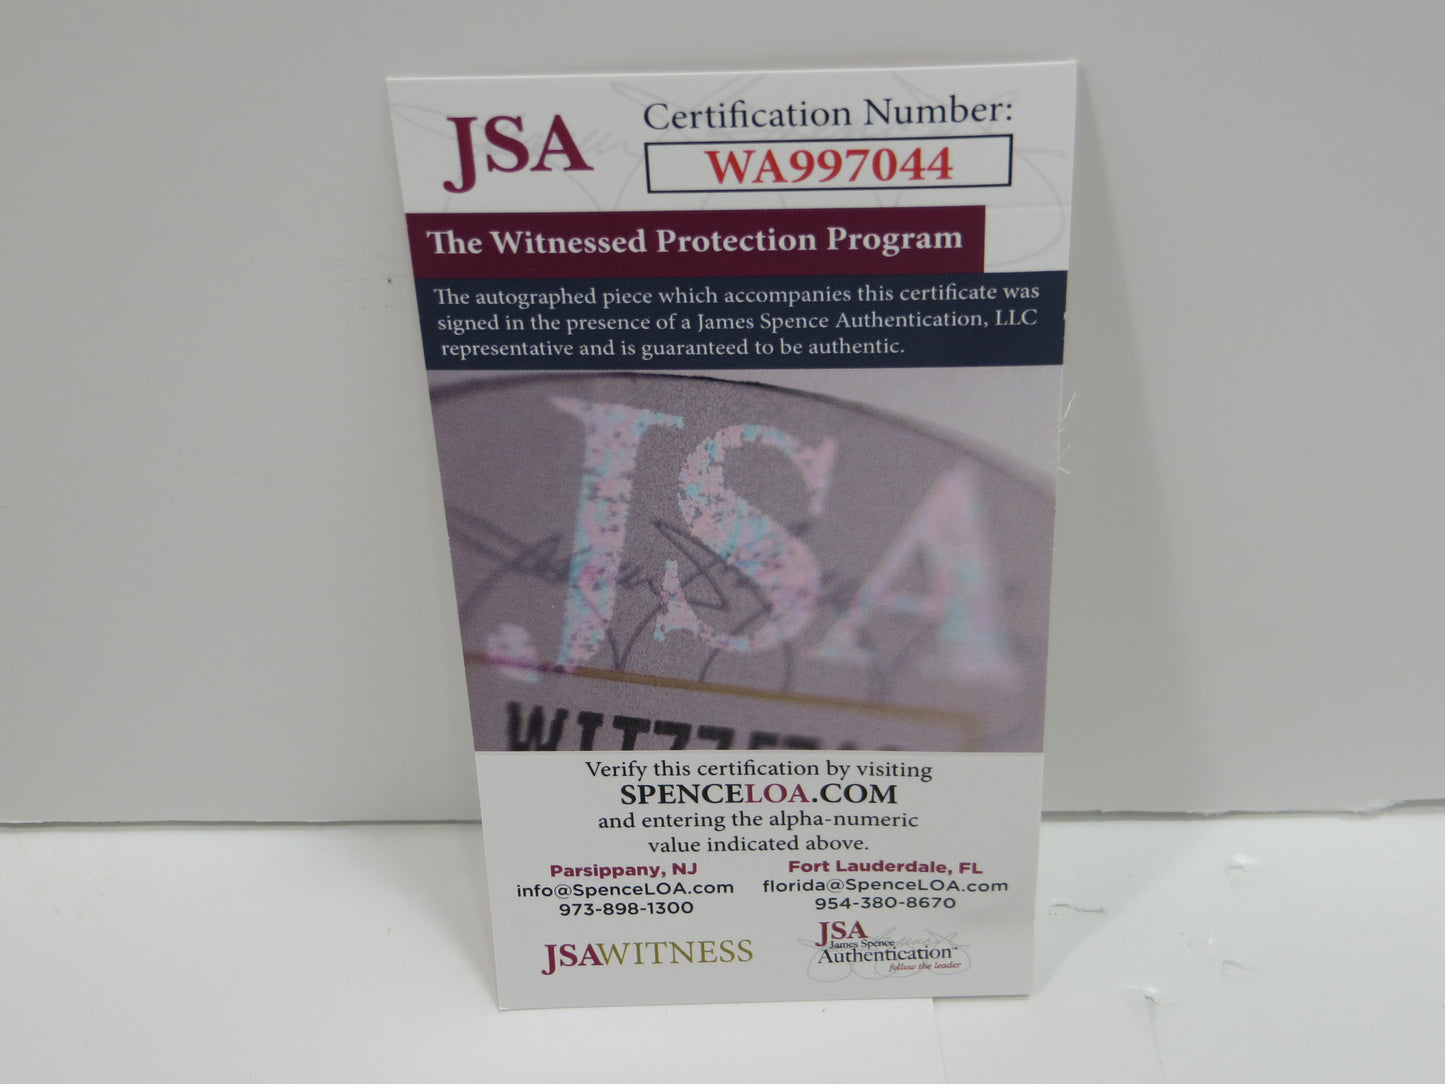 JSA
Certification Number:
WA997044
The Witnessed Protection Program
The autographed piece which accompanies this certificate was
signed in the presence of a James Spence Authentication, LLC
representative and is guaranteed to be authentic.
JSA
Verify this certification by visiting
SPENCELOA.COM
and entering the alpha-numeric
value indicated above.
Parsippany, NJ
info@SpenceLOA.com
973-898-1300
Fort Lauderdale, FL
florida@SpenceLOA.com
954-380-8670
JSAWITNESS
JSA
James Spence
Authentication™
follow the leader